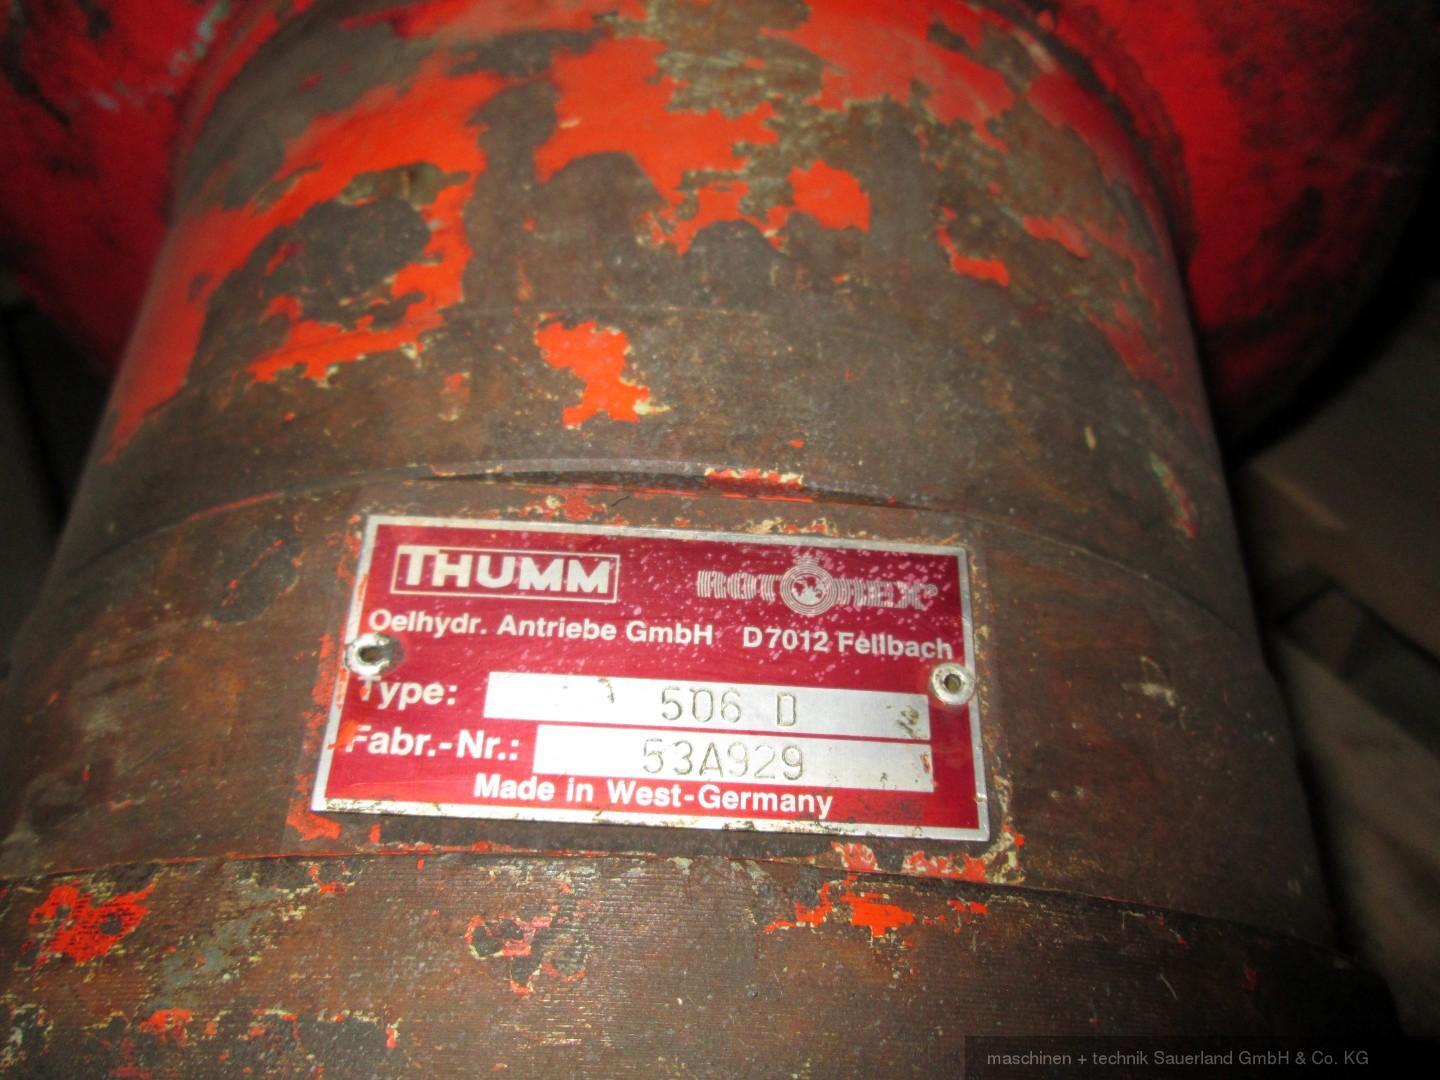 THUMM ROTOREX®
Oelhydr. Antriebe GmbH D7012 Fellbach
Type: 506 D
Fabr.-Nr.: 53A929
Made in West-Germany
maschinen + technik Sauerland GmbH & Co. KG